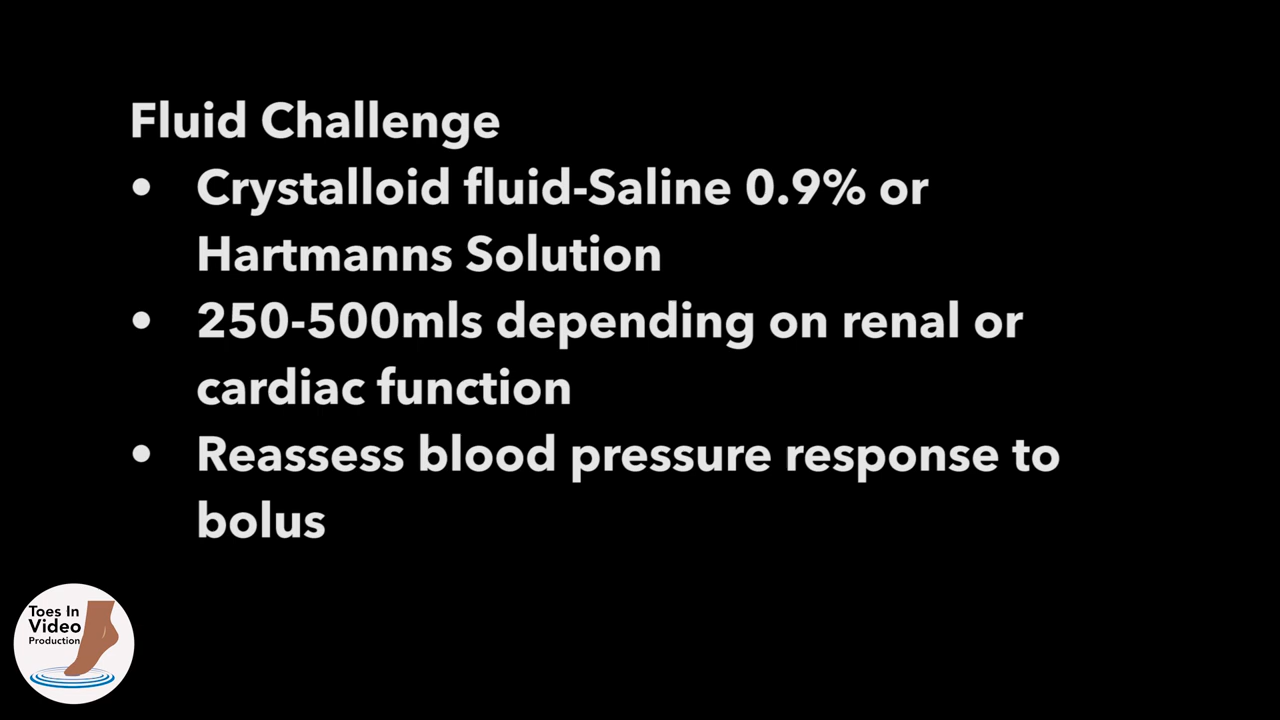 Fluid Challenge
• Crystalloid fluid-Saline 0.9% or
Hartmanns Solution
• 250-500mls depending on renal or
cardiac function
• Reassess blood pressure response to
bolus
Toes In
Video
Production